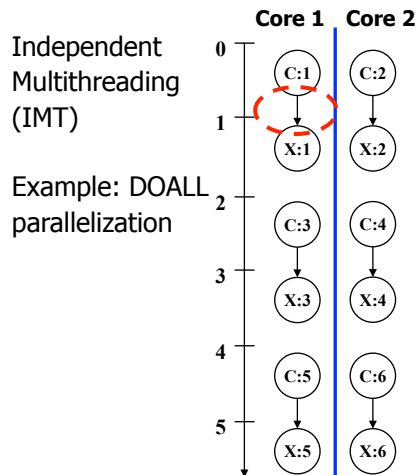 Core 1 Core 2
Independent
Multithreading
(IMT)
Example: DOALL
parallelization
0
C:1 C:2
1
X:1 X:2
2
C:3 C:4
3
X:3 X:4
4
C:5 C:6
5
X:5 X:6